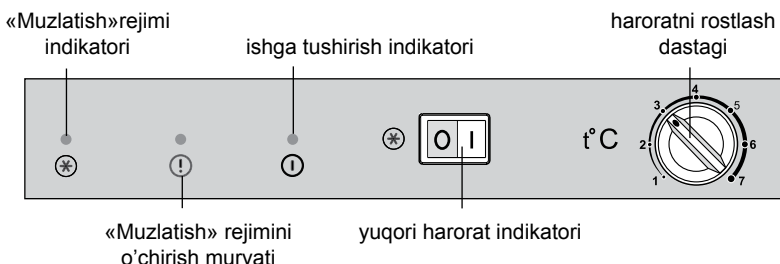 «Muzlatish»rejimi
indikatori
ishga tushirish indikatori
haroratni rostlash
dastagi
O I
t°C
1
2
3
4
5
6
7
«Muzlatish» rejimini
o'chirish murvati
yuqori harorat indikatori